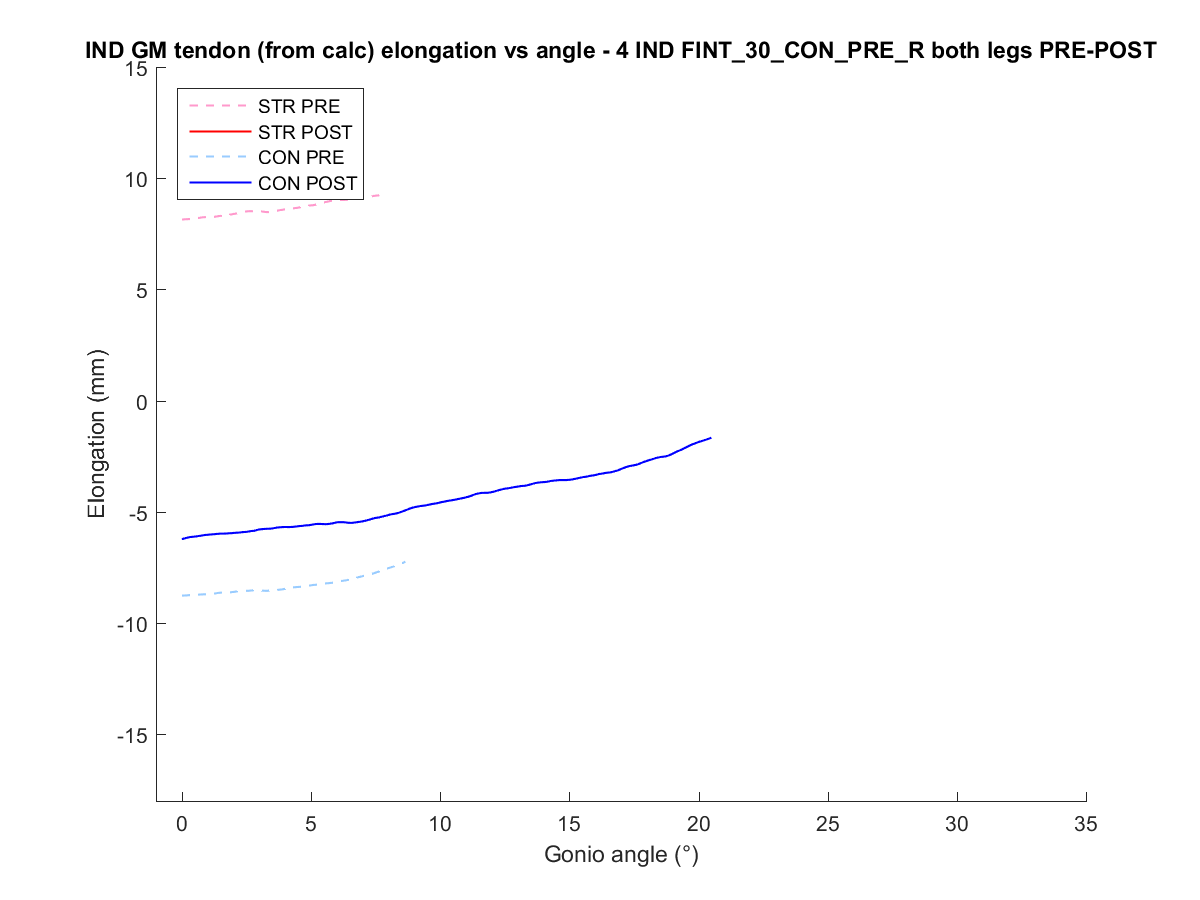 IND GM tendon (from calc) elongation vs angle - 4 IND FINT_30_CON_PRE_R both legs PRE-POST
15
10
5
0
-5
-10
-15
Elongation (mm)
STR PRE
STR POST
CON PRE
CON POST
0 5 10 15 20 25 30 35
Gonio angle (°)